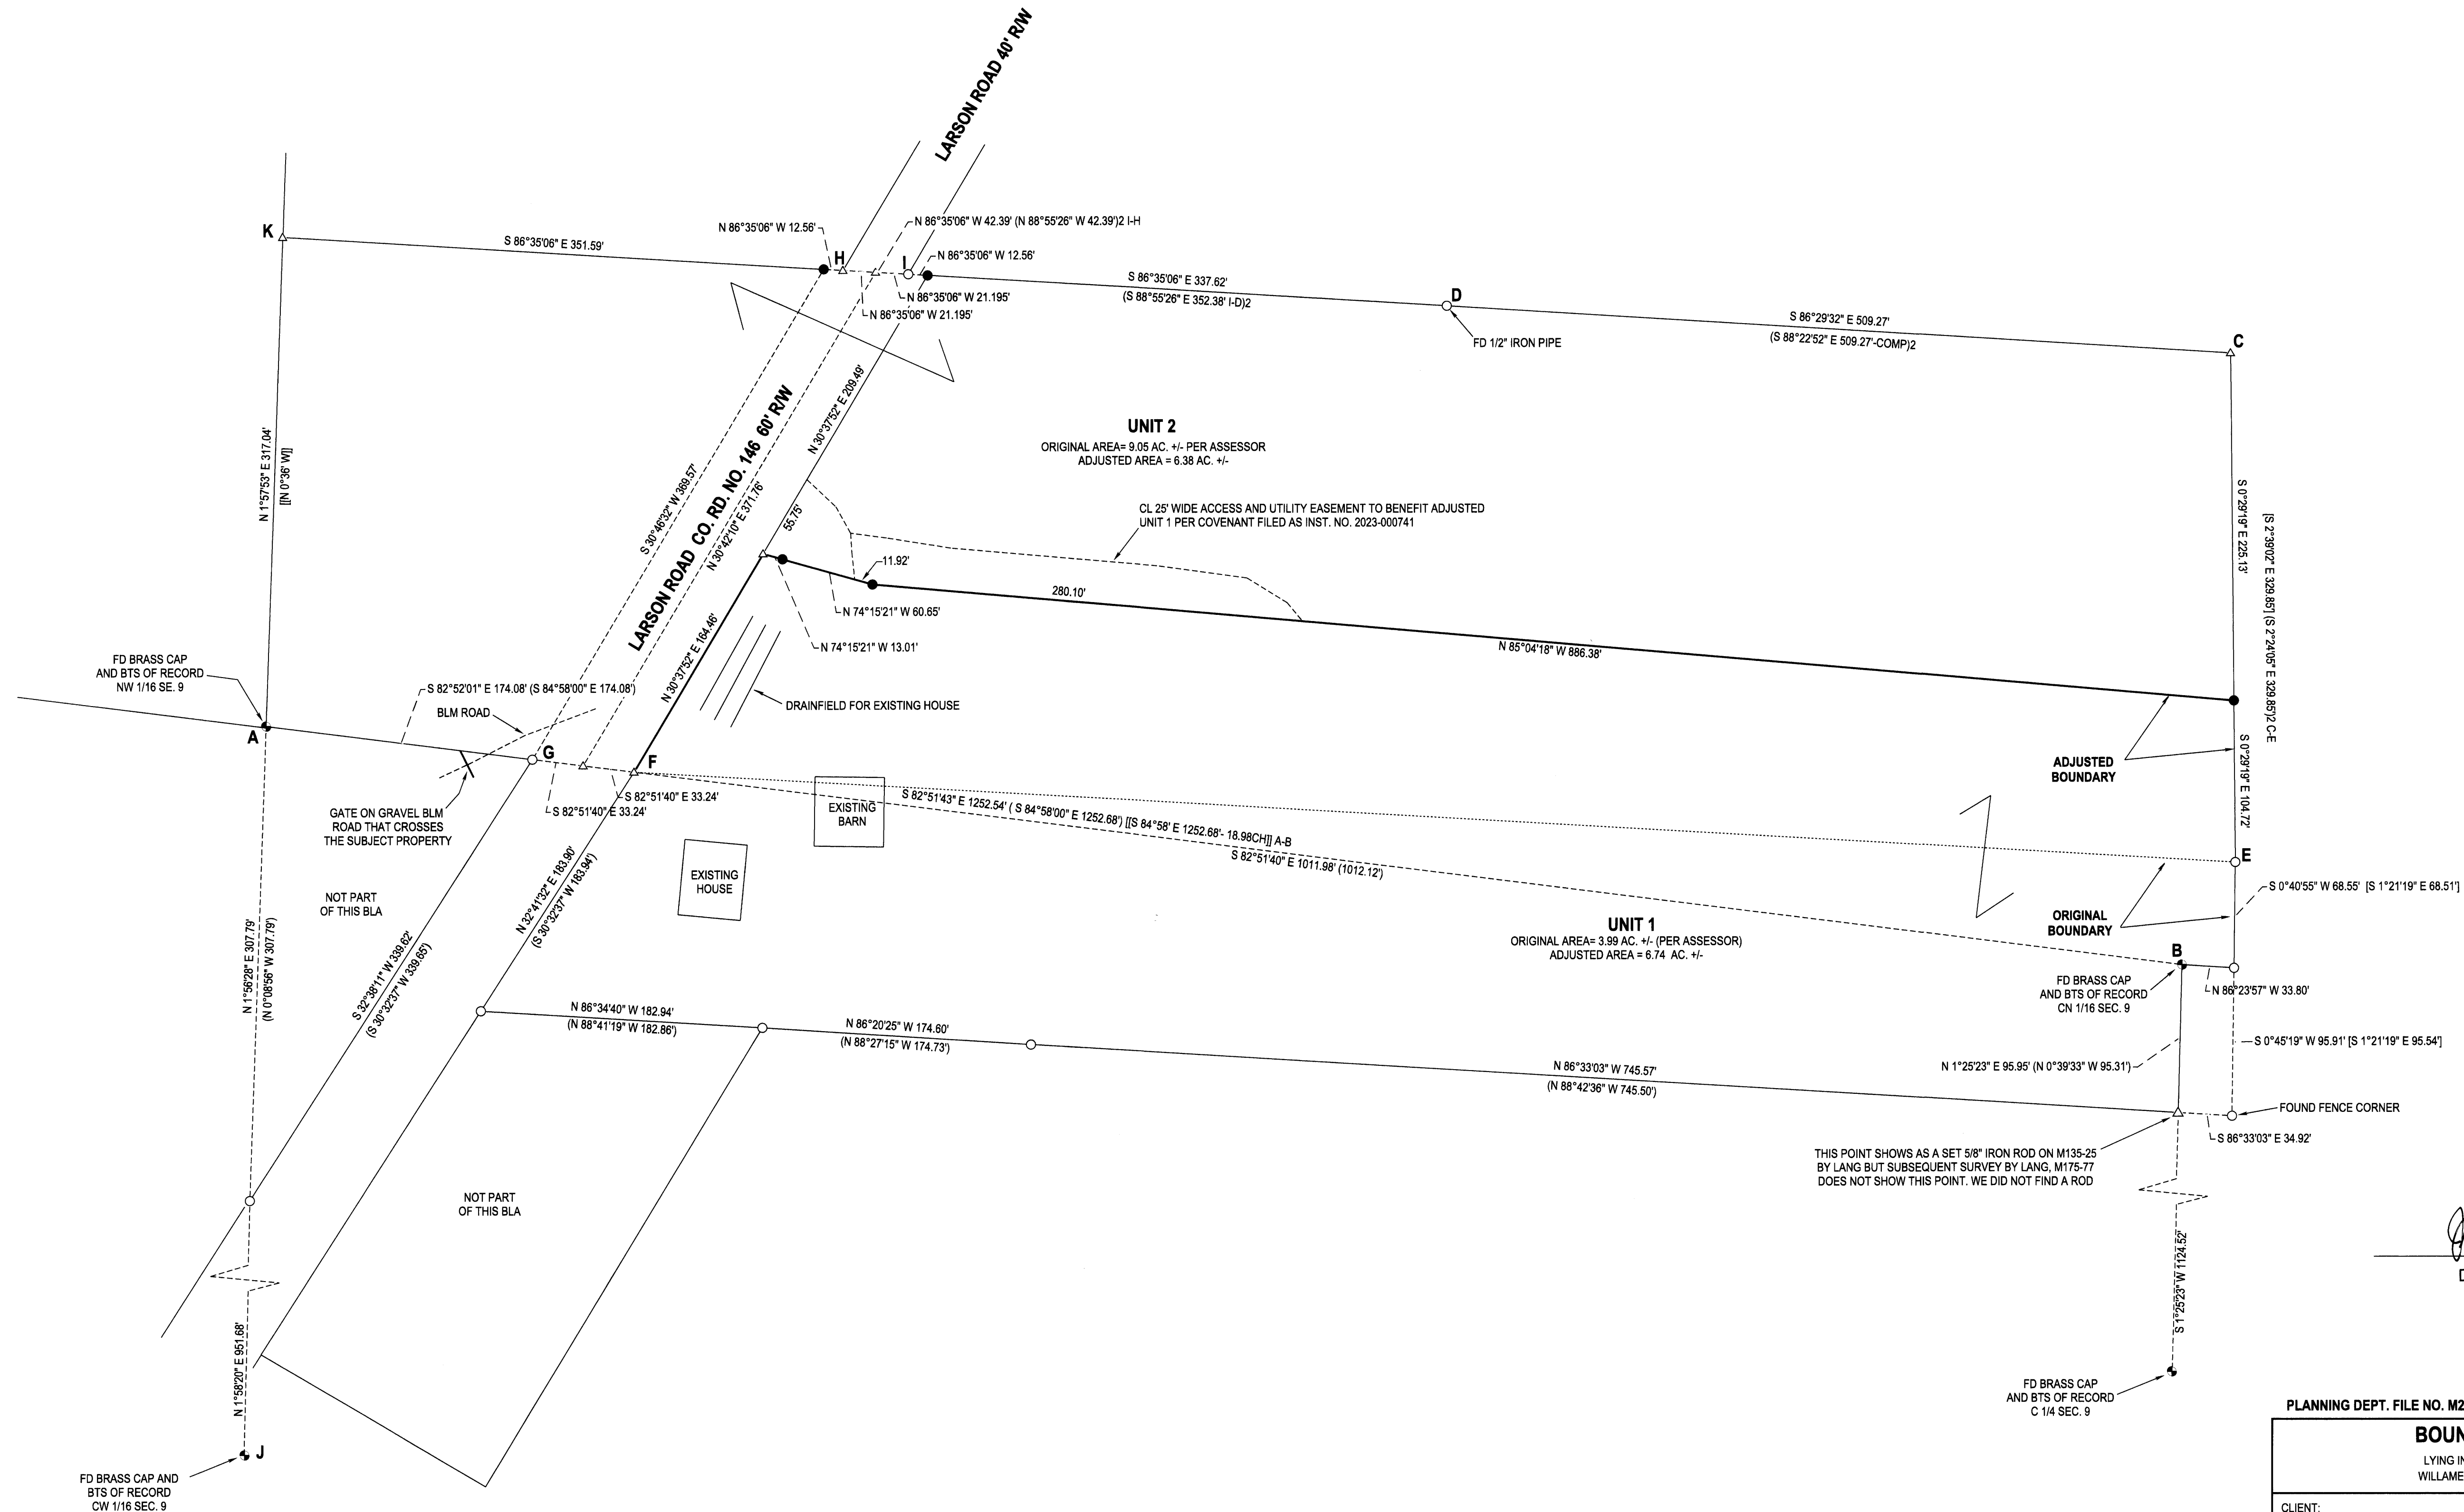 LARSON ROAD 40' R/W
K
S 86°35'06" E 351.59'
N 86°35'06" W 12.56'
H
N 86°35'06" W 42.39' (N 88°55'26" W 42.39')2 I-H
I
N 86°35'06" W 12.56'
N 86°35'06" W 21.195'
N 86°35'06" W 21.195'
S 86°35'06" E 337.62'
(S 88°55'26" E 352.38' I-D)2
D
FD 1/2" IRON PIPE
S 86°29'32" E 509.27'
(S 88°22'52" E 509.27'-COMP)2
C
N 1°57'53" E 317.04'
[[N 0°36' W]]
S 30°46'32" W 369.57'
LARSON ROAD CO. RD. NO. 146 60' R/W
N 30°42'10" E 371.76'
N 30°37'52" E 209.49'
55.75'
UNIT 2
ORIGINAL AREA= 9.05 AC. +/- PER ASSESSOR
ADJUSTED AREA = 6.38 AC. +/-
CL 25' WIDE ACCESS AND UTILITY EASEMENT TO BENEFIT ADJUSTED
UNIT 1 PER COVENANT FILED AS INST. NO. 2023-000741
S 0°29'19" E 225.13'
[S 2°39'02" E 329.85'] (S 2°24'05" E 329.85')2 C-E
11.92'
280.10'
N 74°15'21" W 60.65'
N 74°15'21" W 13.01'
N 85°04'18" W 886.38'
N 30°37'52" E 164.46'
DRAINFIELD FOR EXISTING HOUSE
FD BRASS CAP
AND BTS OF RECORD
NW 1/16 SE. 9
A
S 82°52'01" E 174.08' (S 84°58'00" E 174.08')
BLM ROAD
G
F
S 82°51'40" E 33.24'
S 82°51'40" E 33.24'
GATE ON GRAVEL BLM
ROAD THAT CROSSES
THE SUBJECT PROPERTY
EXISTING
BARN
EXISTING
HOUSE
S 82°51'43" E 1252.54' ( S 84°58'00" E 1252.68') [[S 84°58' E 1252.68'- 18.98CH]] A-B
S 82°51'40" E 1011.98' (1012.12')
ADJUSTED
BOUNDARY
S 0°29'19" E 104.72'
E
S 0°40'55" W 68.55' [S 1°21'19" E 68.51']
ORIGINAL
BOUNDARY
NOT PART
OF THIS BLA
N 1°56'28" E 307.79'
(N 0°08'56" W 307.79')
S 32°38'11" W 339.62'
(S 30°32'37" W 339.65')
N 32°41'32" E 183.90'
(S 30°32'37" W 183.94')
UNIT 1
ORIGINAL AREA= 3.99 AC. +/- (PER ASSESSOR)
ADJUSTED AREA = 6.74 AC. +/-
B
FD BRASS CAP
AND BTS OF RECORD
CN 1/16 SEC. 9
N 86°23'57" W 33.80'
N 86°34'40" W 182.94'
(N 88°41'19" W 182.86')
N 86°20'25" W 174.60'
(N 88°27'15" W 174.73')
N 86°33'03" W 745.57'
(N 88°42'36" W 745.50')
N 1°25'23" E 95.95' (N 0°39'33" W 95.31')
S 0°45'19" W 95.91' [S 1°21'19" E 95.54']
FOUND FENCE CORNER
S 86°33'03" E 34.92'
THIS POINT SHOWS AS A SET 5/8" IRON ROD ON M135-25
BY LANG BUT SUBSEQUENT SURVEY BY LANG, M175-77
DOES NOT SHOW THIS POINT. WE DID NOT FIND A ROD
NOT PART
OF THIS BLA
S 1°25'23" W 1124.52'
N 1°58'20" E 951.68'
J
FD BRASS CAP AND
BTS OF RECORD
CW 1/16 SEC. 9
FD BRASS CAP
AND BTS OF RECORD
C 1/4 SEC. 9
PLANNING DEPT. FILE NO. M2
BOUN
LYING IN
WILLAME
CLIENT: